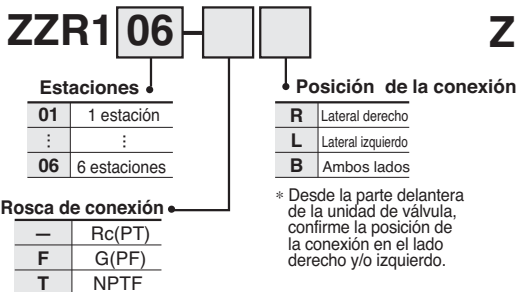 ZZR1 06 -
Z
Estaciones
01 1 estación
⋮ ⋮
06 6 estaciones
Rosca de conexión
— Rc(PT)
F G(PF)
T NPTF
Posición de la conexión
R Lateral derecho
L Lateral izquierdo
B Ambos lados
* Desde la parte delantera
de la unidad de válvula,
confirme la posición de
la conexión en el lado
derecho y/o izquierdo.